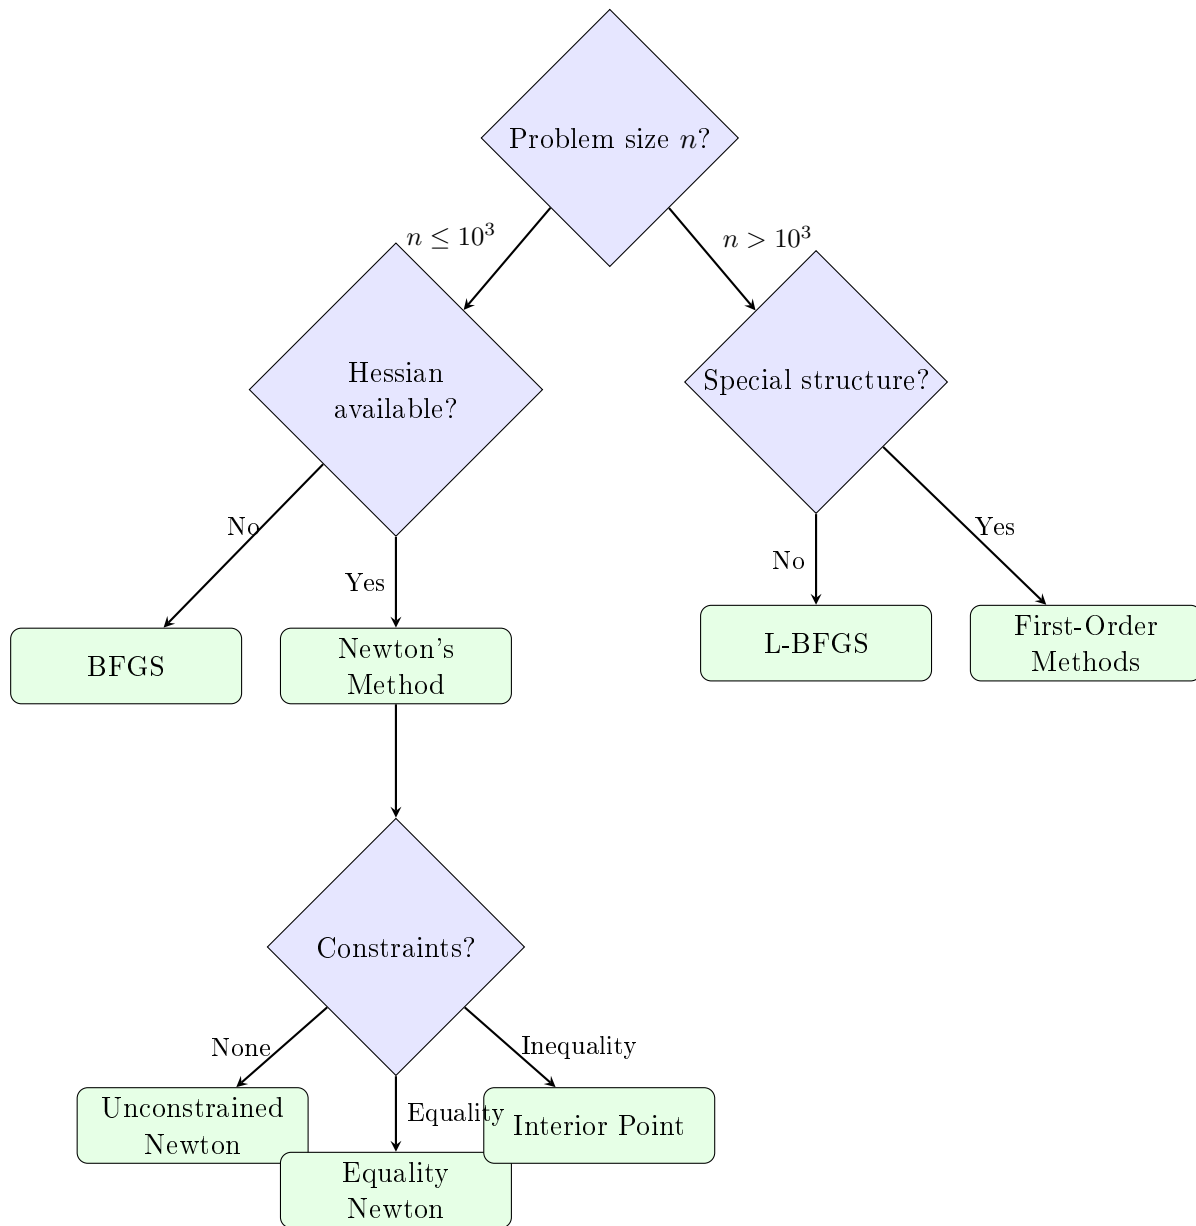 Problem size n?
n ≤ 10³
n > 10³
Hessian
available?
Special structure?
No
Yes
No
Yes
BFGS
Newton's
Method
L-BFGS
First-Order
Methods
Constraints?
None
Equality
Inequality
Unconstrained
Newton
Equality
Newton
Interior Point